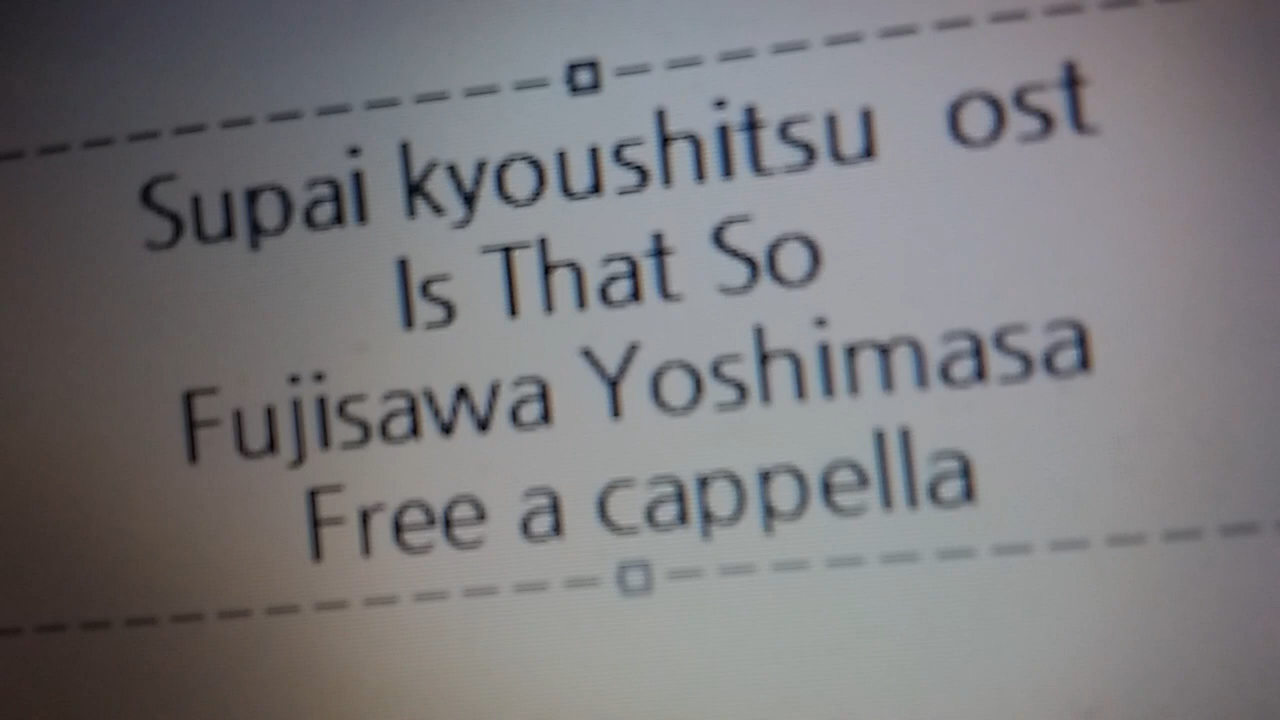 Supai kyoushitsu ost
Is That So
Fujisawa Yoshimasa
Free a cappella